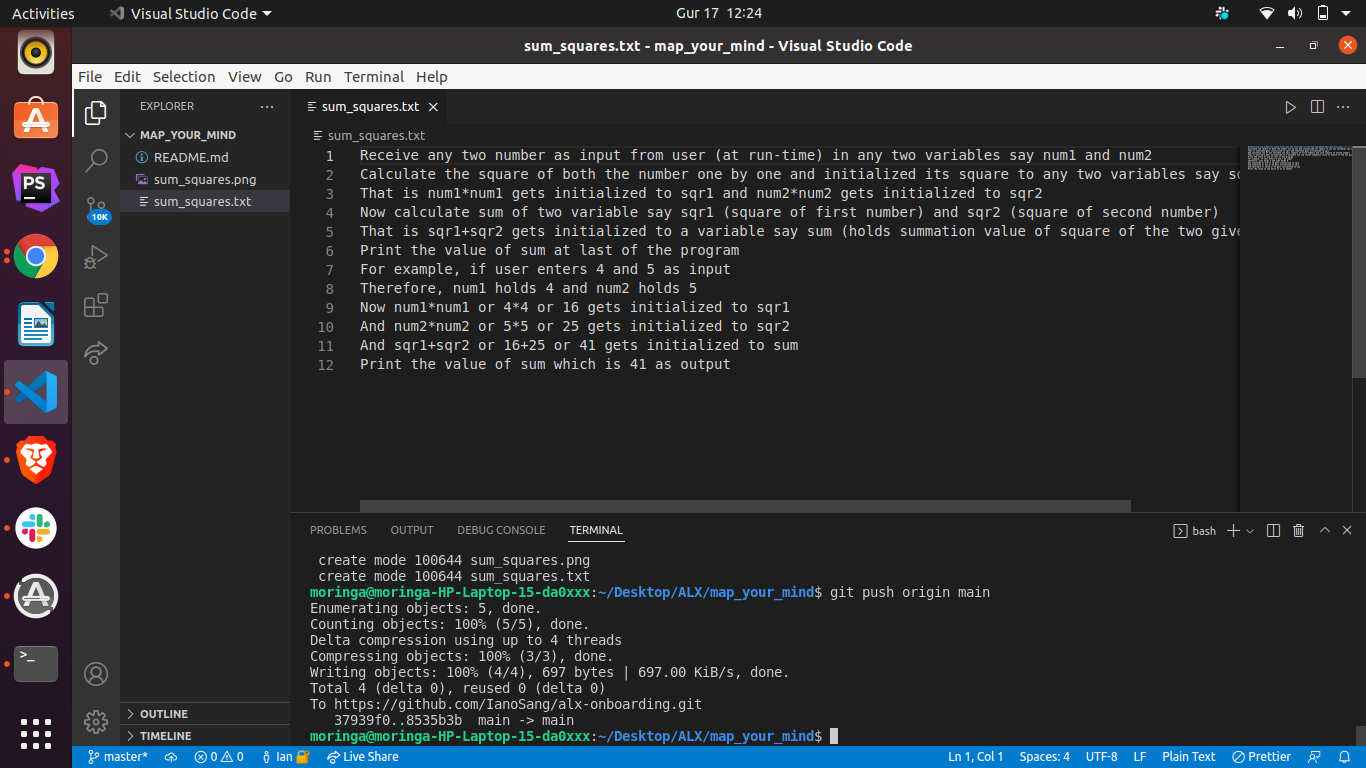 Activities
Visual Studio Code
Gur 17 12:24
sum_squares.txt - map_your_mind - Visual Studio Code
File Edit Selection View Go Run Terminal Help
EXPLORER
MAP_YOUR_MIND
README.md
sum_squares.png
sum_squares.txt
10K
PS
OUTLINE
TIMELINE
sum_squares.txt
sum_squares.txt
1 Receive any two number as input from user (at run-time) in any two variables say num1 and num2
2 Calculate the square of both the number one by one and initialized its square to any two variables say
3 That is num1*num1 gets initialized to sqr1 and num2*num2 gets initialized to sqr2
4 Now calculate sum of two variable say sqr1 (square of first number) and sqr2 (square of second number)
5 That is sqr1+sqr2 gets initialized to a variable say sum (holds summation value of square of the two give
6 Print the value of sum at last of the program
7 For example, if user enters 4 and 5 as input
8 Therefore, num1 holds 4 and num2 holds 5
9 Now num1*num1 or 4*4 or 16 gets initialized to sqr1
10 And num2*num2 or 5*5 or 25 gets initialized to sqr2
11 And sqr1+sqr2 or 16+25 or 41 gets initialized to sum
12 Print the value of sum which is 41 as output
PROBLEMS OUTPUT DEBUG CONSOLE TERMINAL
bash
create mode 100644 sum_squares.png
create mode 100644 sum_squares.txt
moringa@moringa-HP-Laptop-15-da0xxx:~/Desktop/ALX/map_your_mind$ git push origin main
Enumerating objects: 5, done.
Counting objects: 100% (5/5), done.
Delta compression using up to 4 threads
Compressing objects: 100% (3/3), done.
Writing objects: 100% (4/4), 697 bytes | 697.00 KiB/s, done.
Total 4 (delta 0), reused 0 (delta 0)
To https://github.com/IanoSang/alx-onboarding.git
37939f0..8535b3b main -> main
moringa@moringa-HP-Laptop-15-da0xxx:~/Desktop/ALX/map_your_mind$
master* 0 0 Ian Live Share
Ln 1, Col 1 Spaces: 4 UTF-8 LF Plain Text Prettier